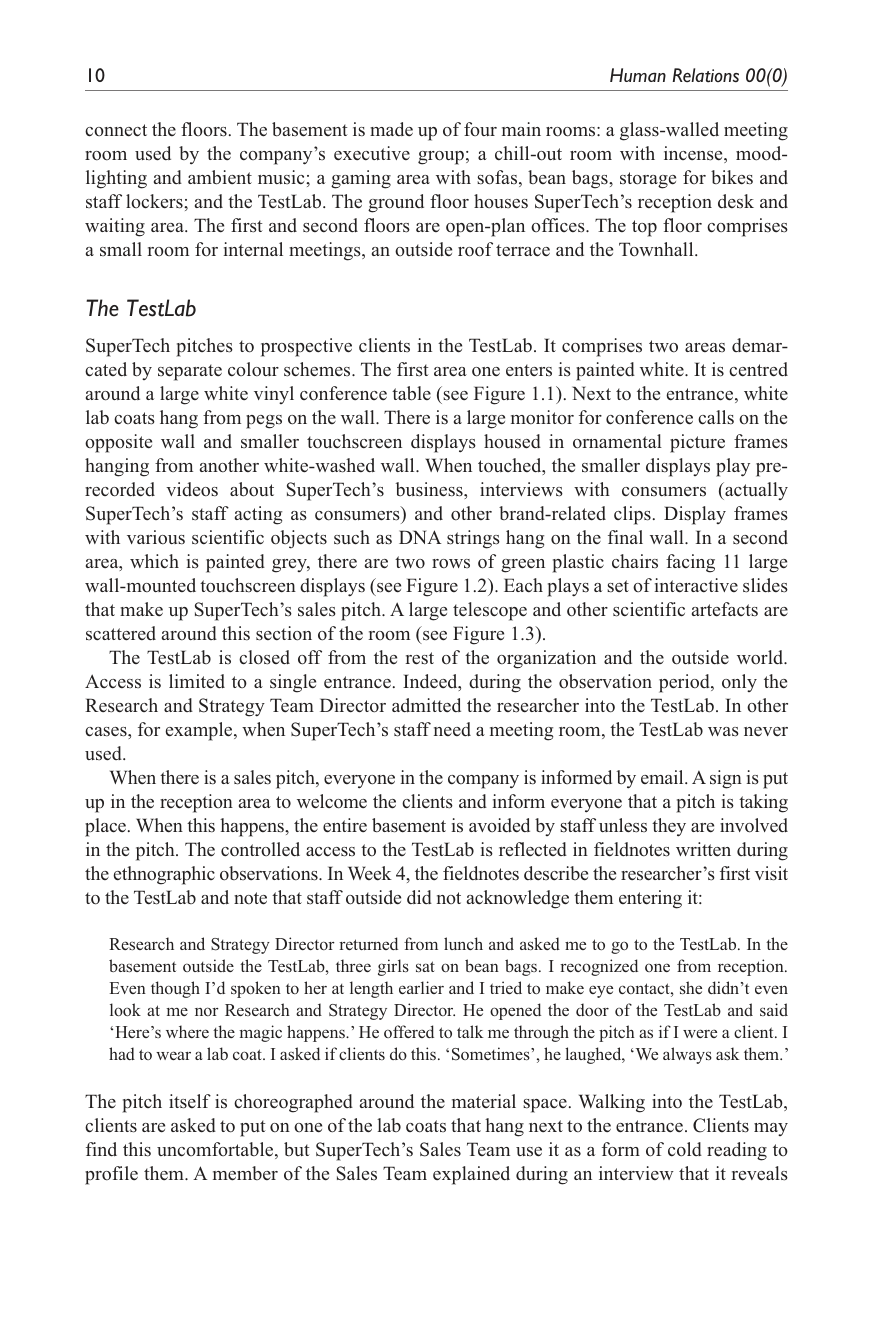 10
Human Relations 00(0)
connect the floors. The basement is made up of four main rooms: a glass-walled meeting
room used by the company’s executive group; a chill-out room with incense, mood-
lighting and ambient music; a gaming area with sofas, bean bags, storage for bikes and
staff lockers; and the TestLab. The ground floor houses SuperTech’s reception desk and
waiting area. The first and second floors are open-plan offices. The top floor comprises
a small room for internal meetings, an outside roof terrace and the Townhall.
The TestLab
SuperTech pitches to prospective clients in the TestLab. It comprises two areas demar-
cated by separate colour schemes. The first area one enters is painted white. It is centred
around a large white vinyl conference table (see Figure 1.1). Next to the entrance, white
lab coats hang from pegs on the wall. There is a large monitor for conference calls on the
opposite wall and smaller touchscreen displays housed in ornamental picture frames
hanging from another white-washed wall. When touched, the smaller displays play pre-
recorded videos about SuperTech’s business, interviews with consumers (actually
SuperTech’s staff acting as consumers) and other brand-related clips. Display frames
with various scientific objects such as DNA strings hang on the final wall. In a second
area, which is painted grey, there are two rows of green plastic chairs facing 11 large
wall-mounted touchscreen displays (see Figure 1.2). Each plays a set of interactive slides
that make up SuperTech’s sales pitch. A large telescope and other scientific artefacts are
scattered around this section of the room (see Figure 1.3).
The TestLab is closed off from the rest of the organization and the outside world.
Access is limited to a single entrance. Indeed, during the observation period, only the
Research and Strategy Team Director admitted the researcher into the TestLab. In other
cases, for example, when SuperTech’s staff need a meeting room, the TestLab was never
used.
When there is a sales pitch, everyone in the company is informed by email. A sign is put
up in the reception area to welcome the clients and inform everyone that a pitch is taking
place. When this happens, the entire basement is avoided by staff unless they are involved
in the pitch. The controlled access to the TestLab is reflected in fieldnotes written during
the ethnographic observations. In Week 4, the fieldnotes describe the researcher’s first visit
to the TestLab and note that staff outside did not acknowledge them entering it:
Research and Strategy Director returned from lunch and asked me to go to the TestLab. In the
basement outside the TestLab, three girls sat on bean bags. I recognized one from reception.
Even though I’d spoken to her at length earlier and I tried to make eye contact, she didn’t even
look at me nor Research and Strategy Director. He opened the door of the TestLab and said
‘Here’s where the magic happens.’ He offered to talk me through the pitch as if I were a client. I
had to wear a lab coat. I asked if clients do this. ‘Sometimes’, he laughed, ‘We always ask them.’
The pitch itself is choreographed around the material space. Walking into the TestLab,
clients are asked to put on one of the lab coats that hang next to the entrance. Clients may
find this uncomfortable, but SuperTech’s Sales Team use it as a form of cold reading to
profile them. A member of the Sales Team explained during an interview that it reveals